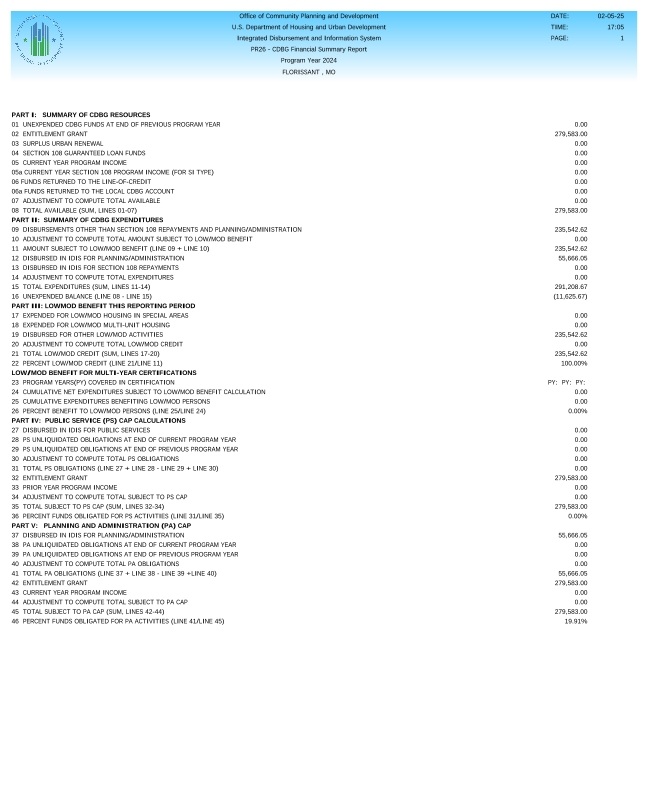 Office of Community Planning and Development
DATE: 02-05-25
U.S. Department of Housing and Urban Development
TIME: 17:05
Integrated Disbursement and Information System
PAGE: 1
PR26 - CDBG Financial Summary Report
Program Year 2024
FLORISSANT , MO
PART I: SUMMARY OF CDBG RESOURCES
01 UNEXPENDED CDBG FUNDS AT END OF PREVIOUS PROGRAM YEAR 0.00
02 ENTITLEMENT GRANT 279,583.00
03 SURPLUS URBAN RENEWAL 0.00
04 SECTION 108 GUARANTEED LOAN FUNDS 0.00
05 CURRENT YEAR PROGRAM INCOME 0.00
05a CURRENT YEAR SECTION 108 PROGRAM INCOME (FOR SI TYPE) 0.00
06 FUNDS RETURNED TO THE LINE-OF-CREDIT 0.00
06a FUNDS RETURNED TO THE LOCAL CDBG ACCOUNT 0.00
07 ADJUSTMENT TO COMPUTE TOTAL AVAILABLE 0.00
08 TOTAL AVAILABLE (SUM, LINES 01-07) 279,583.00
PART II: SUMMARY OF CDBG EXPENDITURES
09 DISBURSEMENTS OTHER THAN SECTION 108 REPAYMENTS AND PLANNING/ADMINISTRATION 235,542.62
10 ADJUSTMENT TO COMPUTE TOTAL AMOUNT SUBJECT TO LOW/MOD BENEFIT 0.00
11 AMOUNT SUBJECT TO LOW/MOD BENEFIT (LINE 09 + LINE 10) 235,542.62
12 DISBURSED IN IDIS FOR PLANNING/ADMINISTRATION 55,666.05
13 DISBURSED IN IDIS FOR SECTION 108 REPAYMENTS 0.00
14 ADJUSTMENT TO COMPUTE TOTAL EXPENDITURES 0.00
15 TOTAL EXPENDITURES (SUM, LINES 11-14) 291,208.67
16 UNEXPENDED BALANCE (LINE 08 - LINE 15) (11,625.67)
PART III: LOWMOD BENEFIT THIS REPORTING PERIOD
17 EXPENDED FOR LOW/MOD HOUSING IN SPECIAL AREAS 0.00
18 EXPENDED FOR LOW/MOD MULTI-UNIT HOUSING 0.00
19 DISBURSED FOR OTHER LOW/MOD ACTIVITIES 235,542.62
20 ADJUSTMENT TO COMPUTE TOTAL LOW/MOD CREDIT 0.00
21 TOTAL LOW/MOD CREDIT (SUM, LINES 17-20) 235,542.62
22 PERCENT LOW/MOD CREDIT (LINE 21/LINE 11) 100.00%
LOW/MOD BENEFIT FOR MULTI-YEAR CERTIFICATIONS
23 PROGRAM YEARS(PY) COVERED IN CERTIFICATION PY: PY: PY:
24 CUMULATIVE NET EXPENDITURES SUBJECT TO LOW/MOD BENEFIT CALCULATION 0.00
25 CUMULATIVE EXPENDITURES BENEFITING LOW/MOD PERSONS 0.00
26 PERCENT BENEFIT TO LOW/MOD PERSONS (LINE 25/LINE 24) 0.00%
PART IV: PUBLIC SERVICE (PS) CAP CALCULATIONS
27 DISBURSED IN IDIS FOR PUBLIC SERVICES 0.00
28 PS UNLIQUIDATED OBLIGATIONS AT END OF CURRENT PROGRAM YEAR 0.00
29 PS UNLIQUIDATED OBLIGATIONS AT END OF PREVIOUS PROGRAM YEAR 0.00
30 ADJUSTMENT TO COMPUTE TOTAL PS OBLIGATIONS 0.00
31 TOTAL PS OBLIGATIONS (LINE 27 + LINE 28 - LINE 29 + LINE 30) 0.00
32 ENTITLEMENT GRANT 279,583.00
33 PRIOR YEAR PROGRAM INCOME 0.00
34 ADJUSTMENT TO COMPUTE TOTAL SUBJECT TO PS CAP 0.00
35 TOTAL SUBJECT TO PS CAP (SUM, LINES 32-34) 279,583.00
36 PERCENT FUNDS OBLIGATED FOR PS ACTIVITIES (LINE 31/LINE 35) 0.00%
PART V: PLANNING AND ADMINISTRATION (PA) CAP
37 DISBURSED IN IDIS FOR PLANNING/ADMINISTRATION 55,666.05
38 PA UNLIQUIDATED OBLIGATIONS AT END OF CURRENT PROGRAM YEAR 0.00
39 PA UNLIQUIDATED OBLIGATIONS AT END OF PREVIOUS PROGRAM YEAR 0.00
40 ADJUSTMENT TO COMPUTE TOTAL PA OBLIGATIONS 0.00
41 TOTAL PA OBLIGATIONS (LINE 37 + LINE 38 - LINE 39 +LINE 40) 55,666.05
42 ENTITLEMENT GRANT 279,583.00
43 CURRENT YEAR PROGRAM INCOME 0.00
44 ADJUSTMENT TO COMPUTE TOTAL SUBJECT TO PA CAP 0.00
45 TOTAL SUBJECT TO PA CAP (SUM, LINES 42-44) 279,583.00
46 PERCENT FUNDS OBLIGATED FOR PA ACTIVITIES (LINE 41/LINE 45) 19.91%